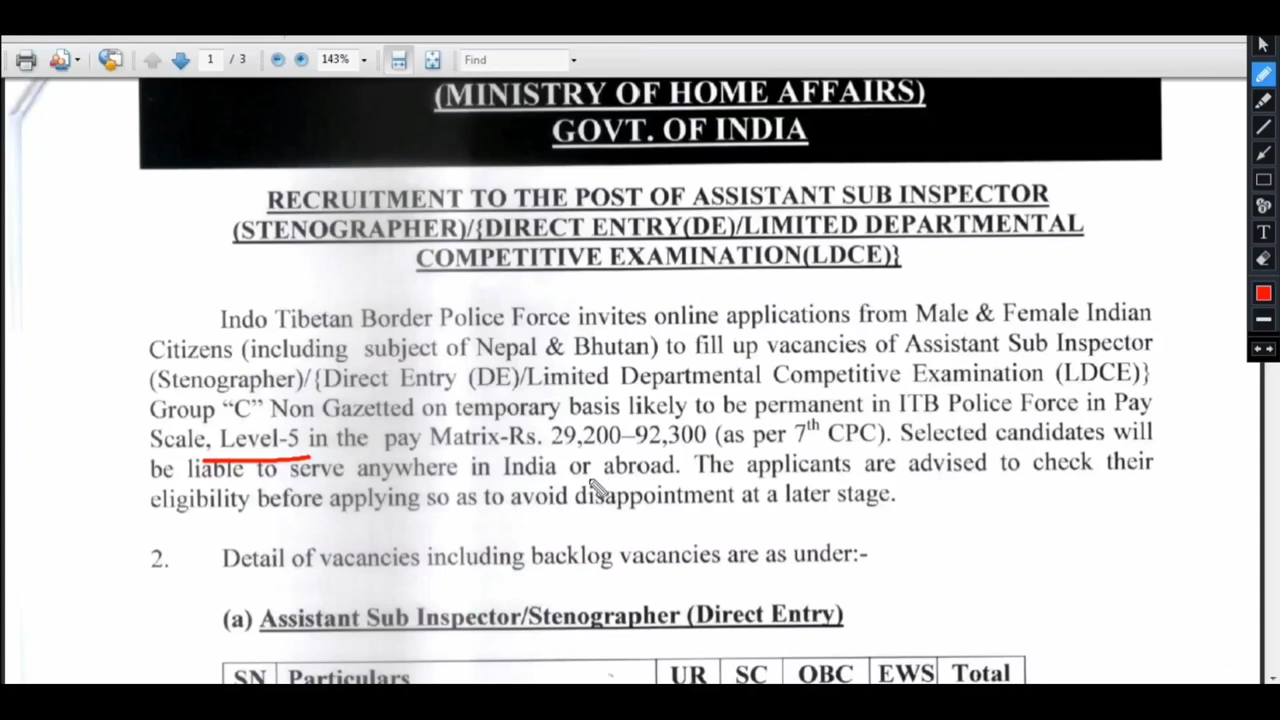 1 / 3 143% Find
(MINISTRY OF HOME AFFAIRS)
GOVT. OF INDIA
RECRUITMENT TO THE POST OF ASSISTANT SUB INSPECTOR
(STENOGRAPHER)/{DIRECT ENTRY(DE)/LIMITED DEPARTMENTAL
COMPETITIVE EXAMINATION(LDCE)}
Indo Tibetan Border Police Force invites online applications from Male & Female Indian
Citizens (including subject of Nepal & Bhutan) to fill up vacancies of Assistant Sub Inspector
(Stenographer)/{Direct Entry (DE)/Limited Departmental Competitive Examination (LDCE)}
Group “C” Non Gazetted on temporary basis likely to be permanent in ITB Police Force in Pay
Scale, Level-5 in the pay Matrix-Rs. 29,200–92,300 (as per 7th CPC). Selected candidates will
be liable to serve anywhere in India or abroad. The applicants are advised to check their
eligibility before applying so as to avoid disappointment at a later stage.
2. Detail of vacancies including backlog vacancies are as under:-
(a) Assistant Sub Inspector/Stenographer (Direct Entry)
SN Particulars UR SC OBC EWS Total